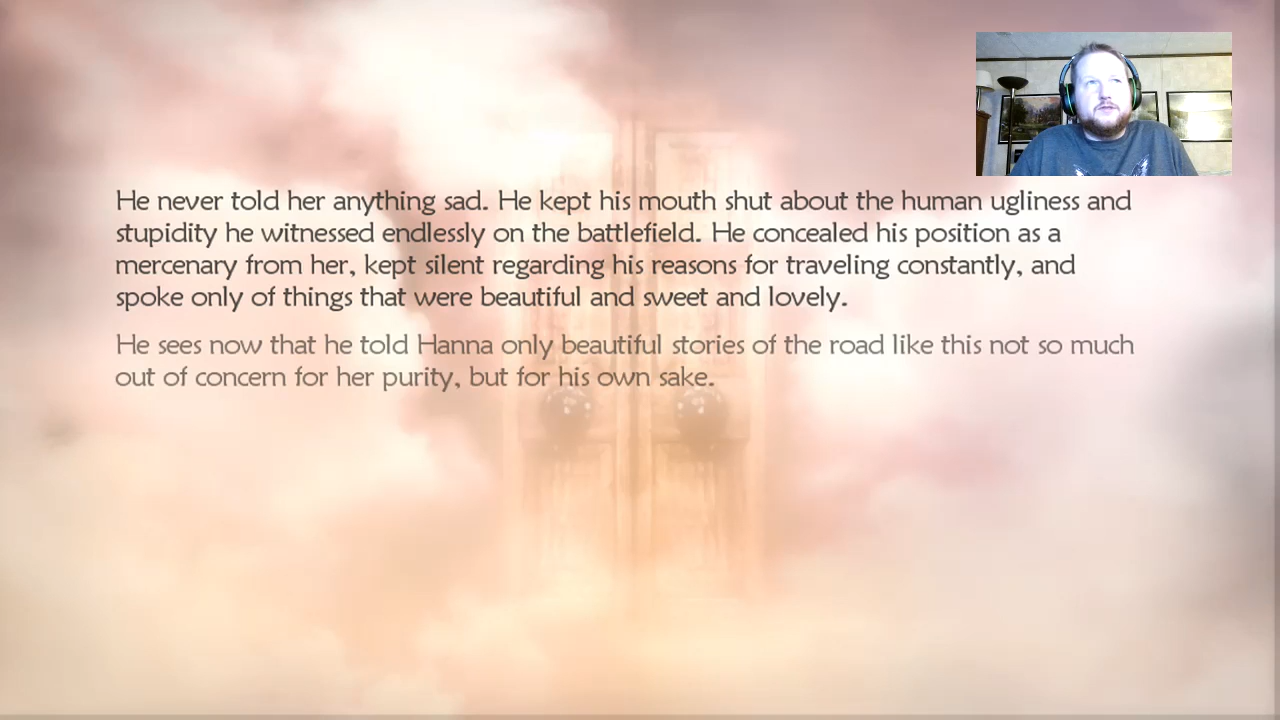 He never told her anything sad. He kept his mouth shut about the human ugliness and
stupidity he witnessed endlessly on the battlefield. He concealed his position as a
mercenary from her, kept silent regarding his reasons for traveling constantly, and
spoke only of things that were beautiful and sweet and lovely.
He sees now that he told Hanna only beautiful stories of the road like this not so much
out of concern for her purity, but for his own sake.